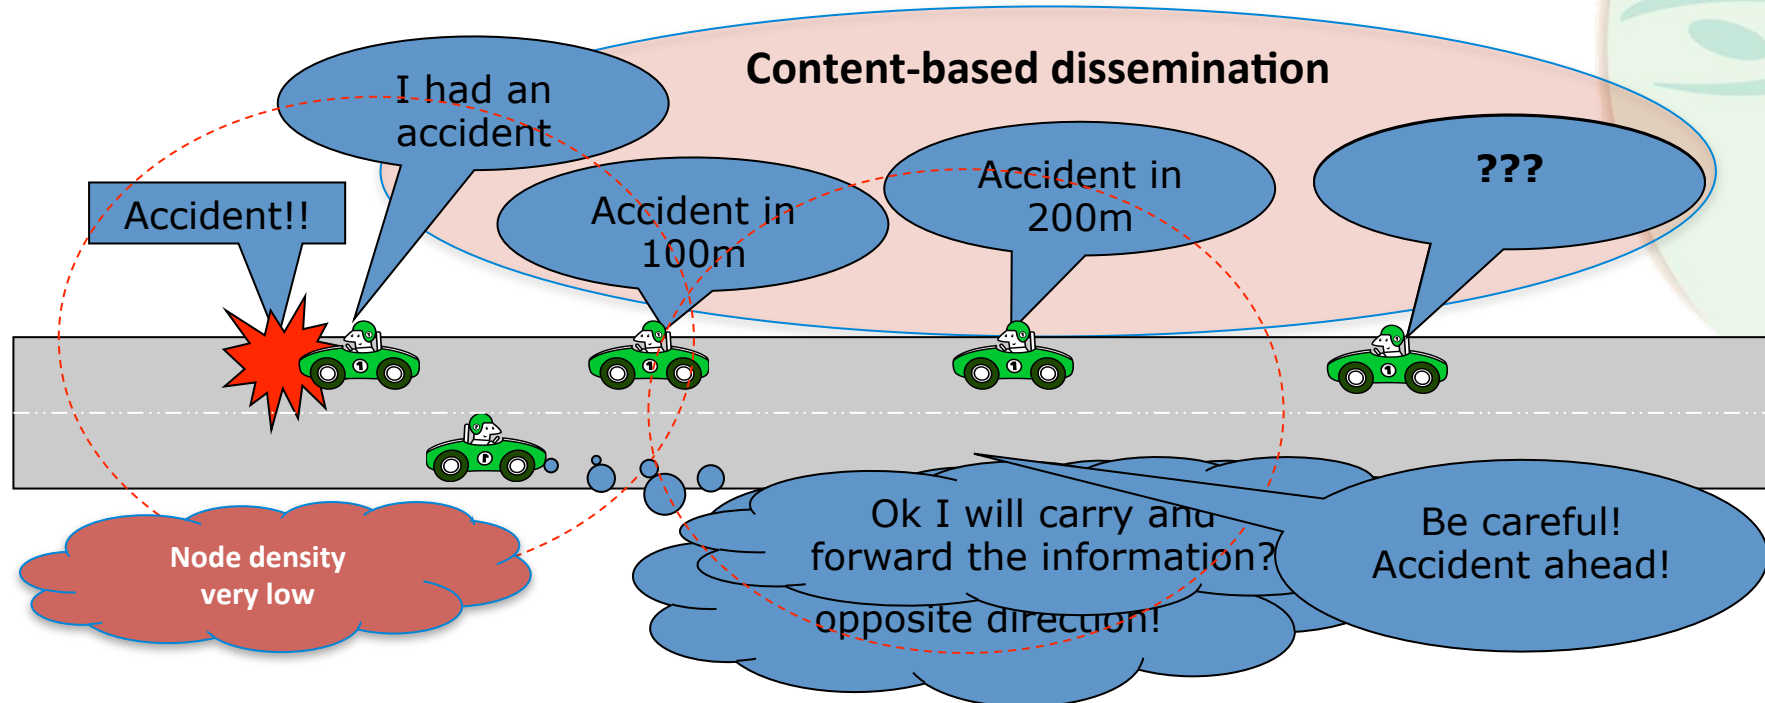 Content-based dissemination
I had an
accident
Accident!!
Accident in
100m
Accident in
200m
???
Node density
very low
Ok I will carry and
forward the information?
opposite direction!
Be careful!
Accident ahead!